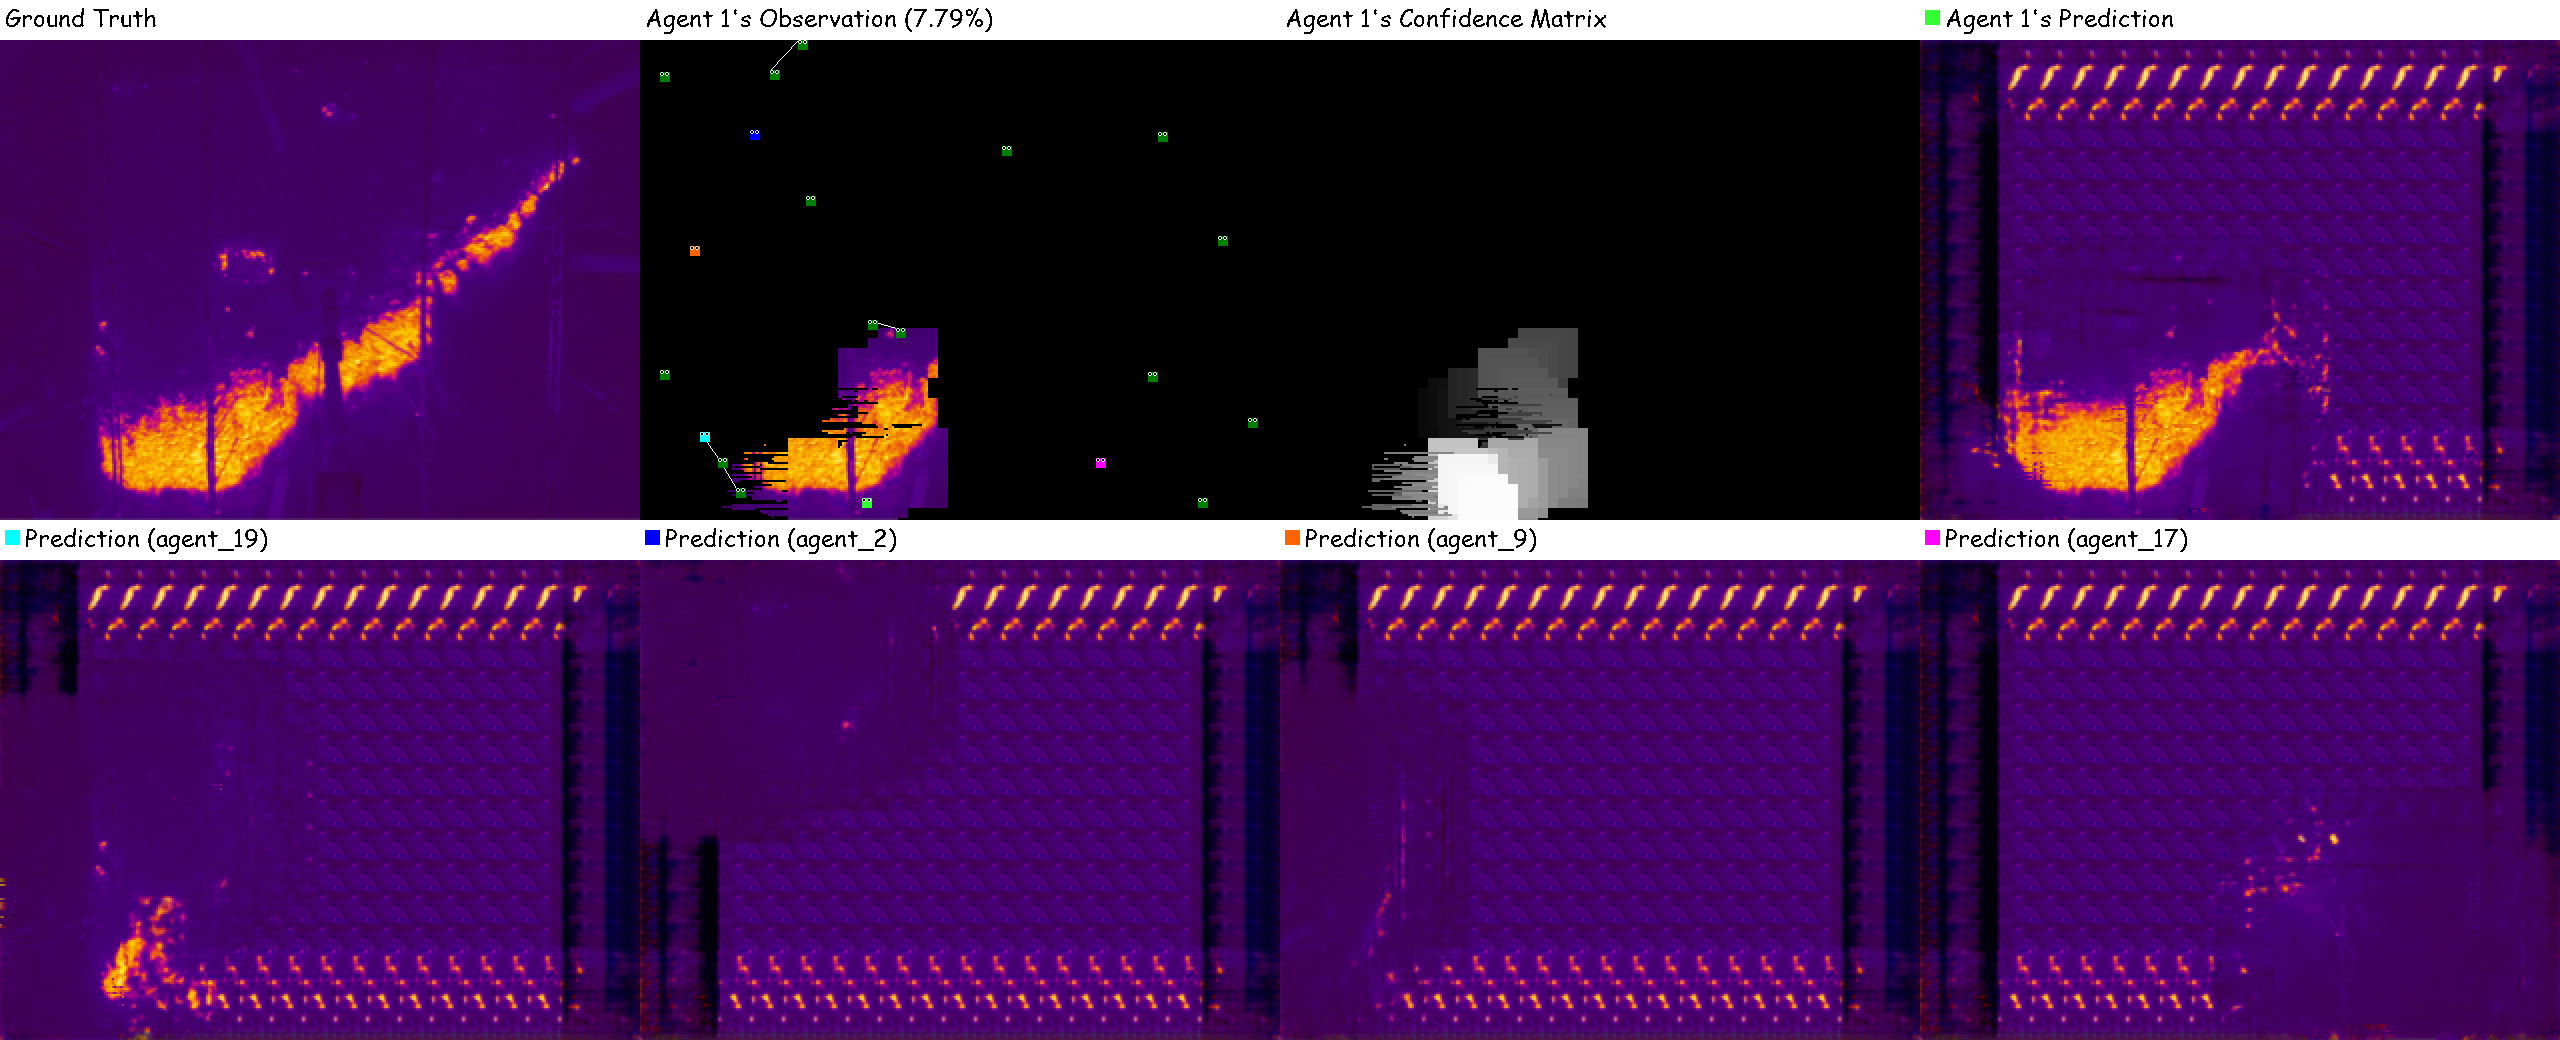 Ground Truth
Agent 1's Observation (7.79%)
Agent 1's Confidence Matrix
Agent 1's Prediction
Prediction (agent_19)
Prediction (agent_2)
Prediction (agent_9)
Prediction (agent_17)